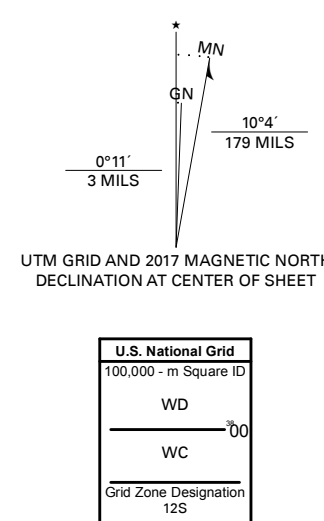 ★
MN
GN
10°4´
179 MILS
0°11´
3 MILS
UTM GRID AND 2017 MAGNETIC NORTH
DECLINATION AT CENTER OF SHEET
U.S. National Grid
100,000 - m Square ID
WD
³⁸00
WC
Grid Zone Designation
12S